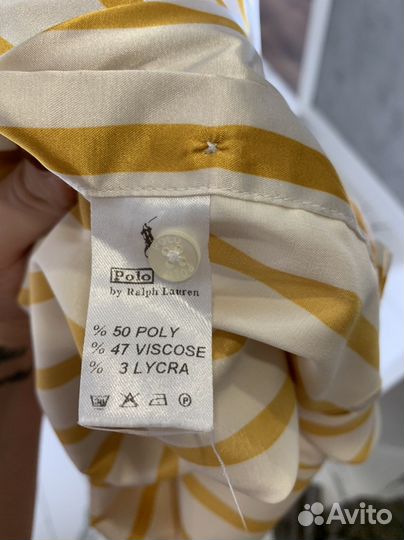 Polo
by Ralph Lauren
% 50 POLY
% 47 VISCOSE
% 3 LYCRA
Avito